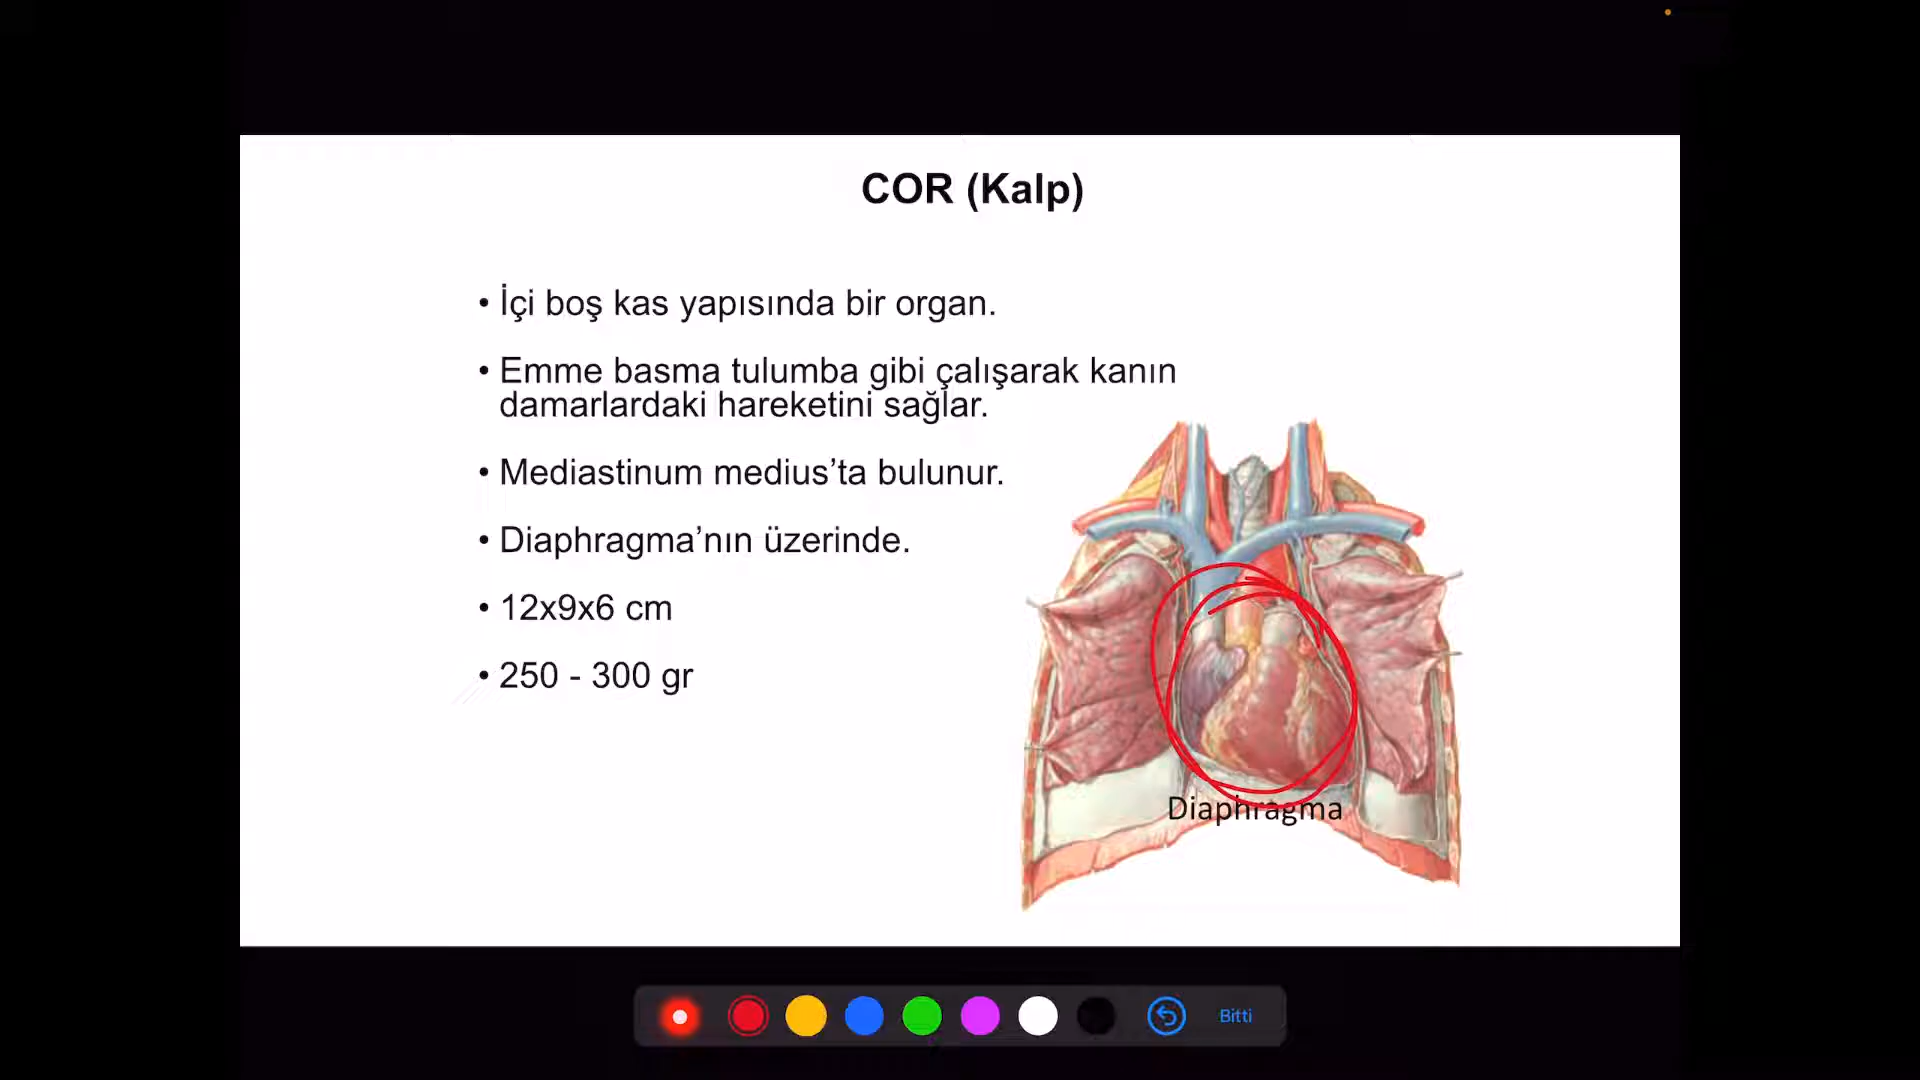 COR (Kalp)
• İçi boş kas yapısında bir organ.
• Emme basma tulumba gibi çalışarak kanın
damarlardaki hareketini sağlar.
• Mediastinum medius’ta bulunur.
• Diaphragma’nın üzerinde.
• 12x9x6 cm
• 250 - 300 gr
Diaphragma
Bitti